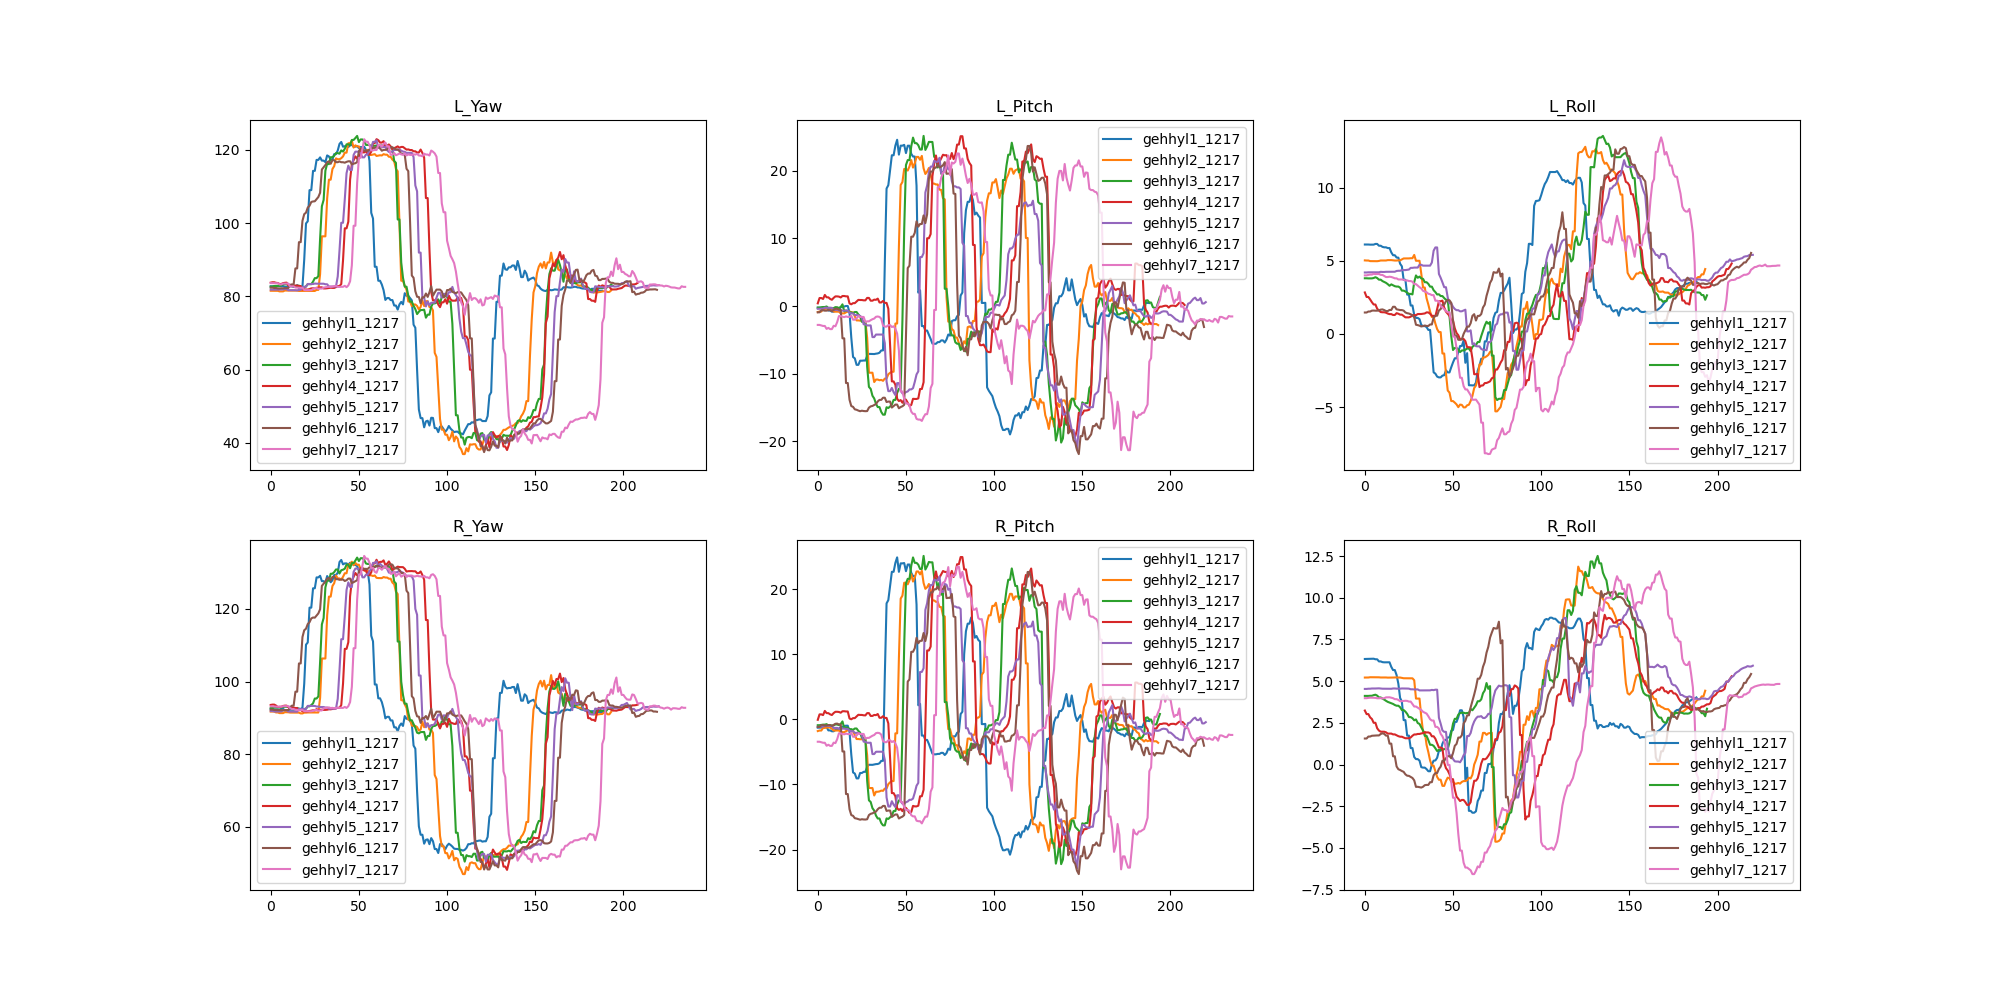 L_Yaw
120
100
80
60
40
0
50
100
150
200
gehhyl1_1217
gehhyl2_1217
gehhyl3_1217
gehhyl4_1217
gehhyl5_1217
gehhyl6_1217
gehhyl7_1217
L_Pitch
20
10
0
−10
−20
0
50
100
150
200
gehhyl1_1217
gehhyl2_1217
gehhyl3_1217
gehhyl4_1217
gehhyl5_1217
gehhyl6_1217
gehhyl7_1217
L_Roll
10
5
0
−5
0
50
100
150
200
gehhyl1_1217
gehhyl2_1217
gehhyl3_1217
gehhyl4_1217
gehhyl5_1217
gehhyl6_1217
gehhyl7_1217
R_Yaw
120
100
80
60
0
50
100
150
200
gehhyl1_1217
gehhyl2_1217
gehhyl3_1217
gehhyl4_1217
gehhyl5_1217
gehhyl6_1217
gehhyl7_1217
R_Pitch
20
10
0
−10
−20
0
50
100
150
200
gehhyl1_1217
gehhyl2_1217
gehhyl3_1217
gehhyl4_1217
gehhyl5_1217
gehhyl6_1217
gehhyl7_1217
R_Roll
12.5
10.0
7.5
5.0
2.5
0.0
−2.5
−5.0
−7.5
0
50
100
150
200
gehhyl1_1217
gehhyl2_1217
gehhyl3_1217
gehhyl4_1217
gehhyl5_1217
gehhyl6_1217
gehhyl7_1217